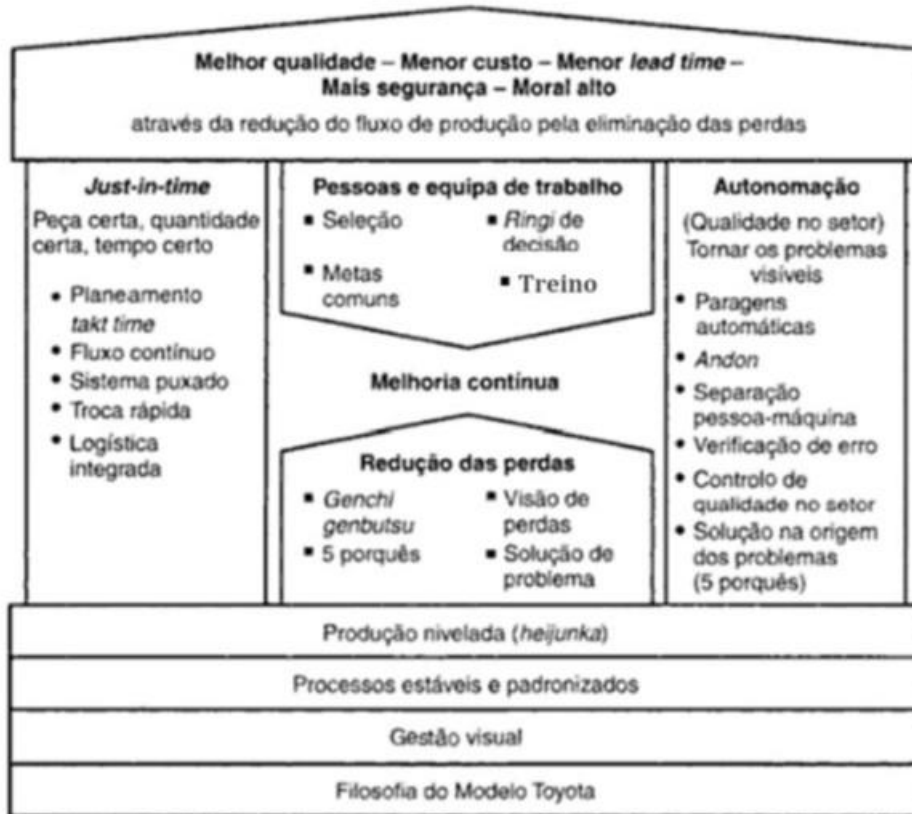 Melhor qualidade – Menor custo – Menor lead time –
Mais segurança – Moral alto
através da redução do fluxo de produção pela eliminação das perdas
Just-in-time
Peça certa, quantidade
certa, tempo certo
• Planeamento
takt time
• Fluxo contínuo
• Sistema puxado
• Troca rápida
• Logística
integrada
Pessoas e equipa de trabalho
▪ Seleção
▪ Metas
comuns
▪ Ringi de
decisão
▪ Treino
Melhoria contínua
Redução das perdas
▪ Genchi
genbutsu
▪ 5 porquês
▪ Visão de
perdas
▪ Solução de
problema
Autonomação
(Qualidade no setor)
Tornar os problemas
visíveis
• Paragens
automáticas
• Andon
• Separação
pessoa-máquina
• Verificação de erro
• Controlo de
qualidade no setor
• Solução na origem
dos problemas
(5 porquês)
Produção nivelada (heijunka)
Processos estáveis e padronizados
Gestão visual
Filosofia do Modelo Toyota